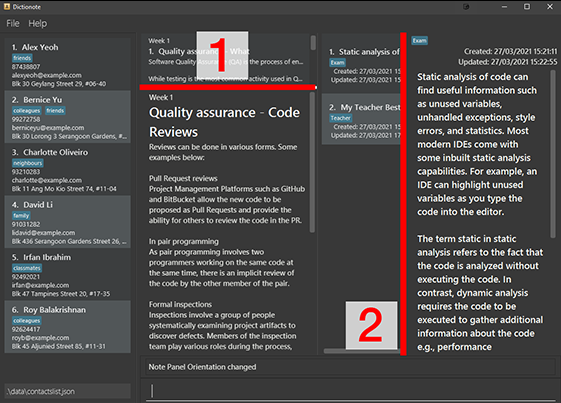 Dictionote
File Help
1. Alex Yeoh
friends
87438807
alexyeoh@example.com
Blk 30 Geylang Street 29, #06-40
2. Bernice Yu
colleagues friends
99272758
berniceyu@example.com
Blk 30 Lorong 3 Serangoon Gardens, #...
3. Charlotte Oliveiro
neighbours
93210283
charlotte@example.com
Blk 11 Ang Mo Kio Street 74, #11-04
4. David Li
family
91031282
lidavid@example.com
Blk 436 Serangoon Gardens Street 26, ...
5. Irfan Ibrahim
classmates
92492021
irfan@example.com
Blk 47 Tampines Street 20, #17-35
6. Roy Balakrishnan
colleagues
92624417
royb@example.com
Blk 45 Aljunied Street 85, #11-31
.\data\contactslist.json
Week 1
1. Quality assurance - What
Software Quality Assurance (QA) is the process of en...
While testing is the most common activity used in Q...
1
Week 1
Quality assurance - Code
Reviews
Reviews can be done in various forms. Some
examples below:
Pull Request reviews
Project Management Platforms such as GitHub
and BitBucket allow the new code to be
proposed as Pull Requests and provide the
ability for others to review the code in the PR.
In pair programming
As pair programming involves two
programmers working on the same code at
the same time, there is an implicit review of
the code by the other member of the pair.
Formal inspections
Inspections involve a group of people
systematically examining project artifacts to
discover defects. Members of the inspection
team play various roles during the process,
1. Static analysis of
Exam
Created: 27/03/2021 15
Updated: 27/03/2021 15
2. My Teacher Best
Teacher
Created: 27/03/2021 15
Updated: 27/03/2021 17
2
Exam
Created: 27/03/2021 15:21:11
Updated: 27/03/2021 15:22:55
Static analysis of code can
find useful information such
as unused variables,
unhandled exceptions, style
errors, and statistics. Most
modern IDEs come with
some inbuilt static analysis
capabilities. For example, an
IDE can highlight unused
variables as you type the
code into the editor.
The term static in static
analysis refers to the fact that
the code is analyzed without
executing the code. In
contrast, dynamic analysis
requires the code to be
executed to gather additional
information about the code
e.g., performance
Note Panel Orientation changed